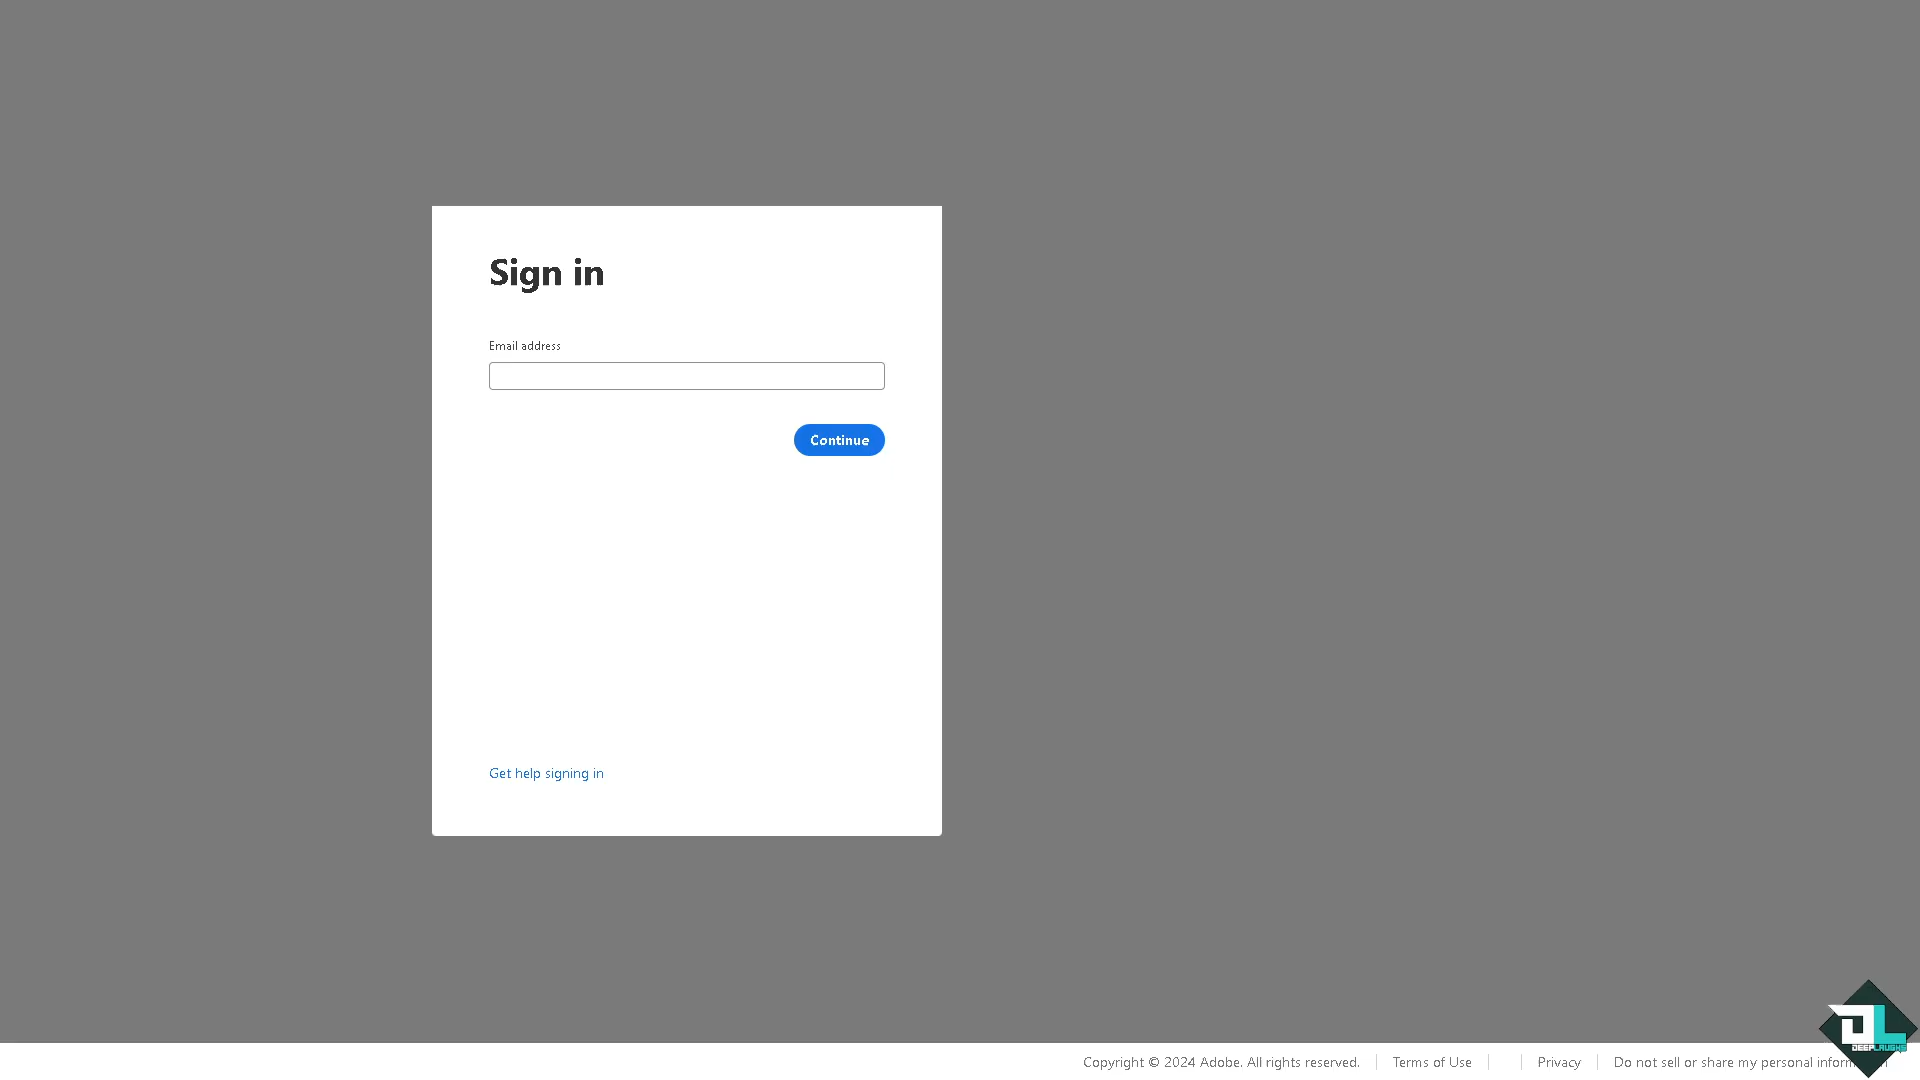 Sign in
Email address
Continue
Get help signing in
Copyright © 2024 Adobe. All rights reserved.
Terms of Use
Privacy
Do not sell or share my personal
DEEPLAUGHS